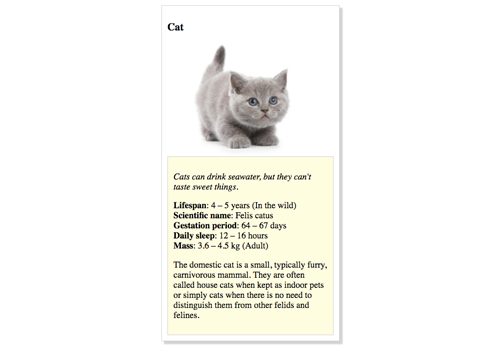 Cat
Cats can drink seawater, but they can't
taste sweet things.
Lifespan: 4 – 5 years (In the wild)
Scientific name: Felis catus
Gestation period: 64 – 67 days
Daily sleep: 12 – 16 hours
Mass: 3.6 – 4.5 kg (Adult)
The domestic cat is a small, typically furry,
carnivorous mammal. They are often
called house cats when kept as indoor pets
or simply cats when there is no need to
distinguish them from other felids and
felines.